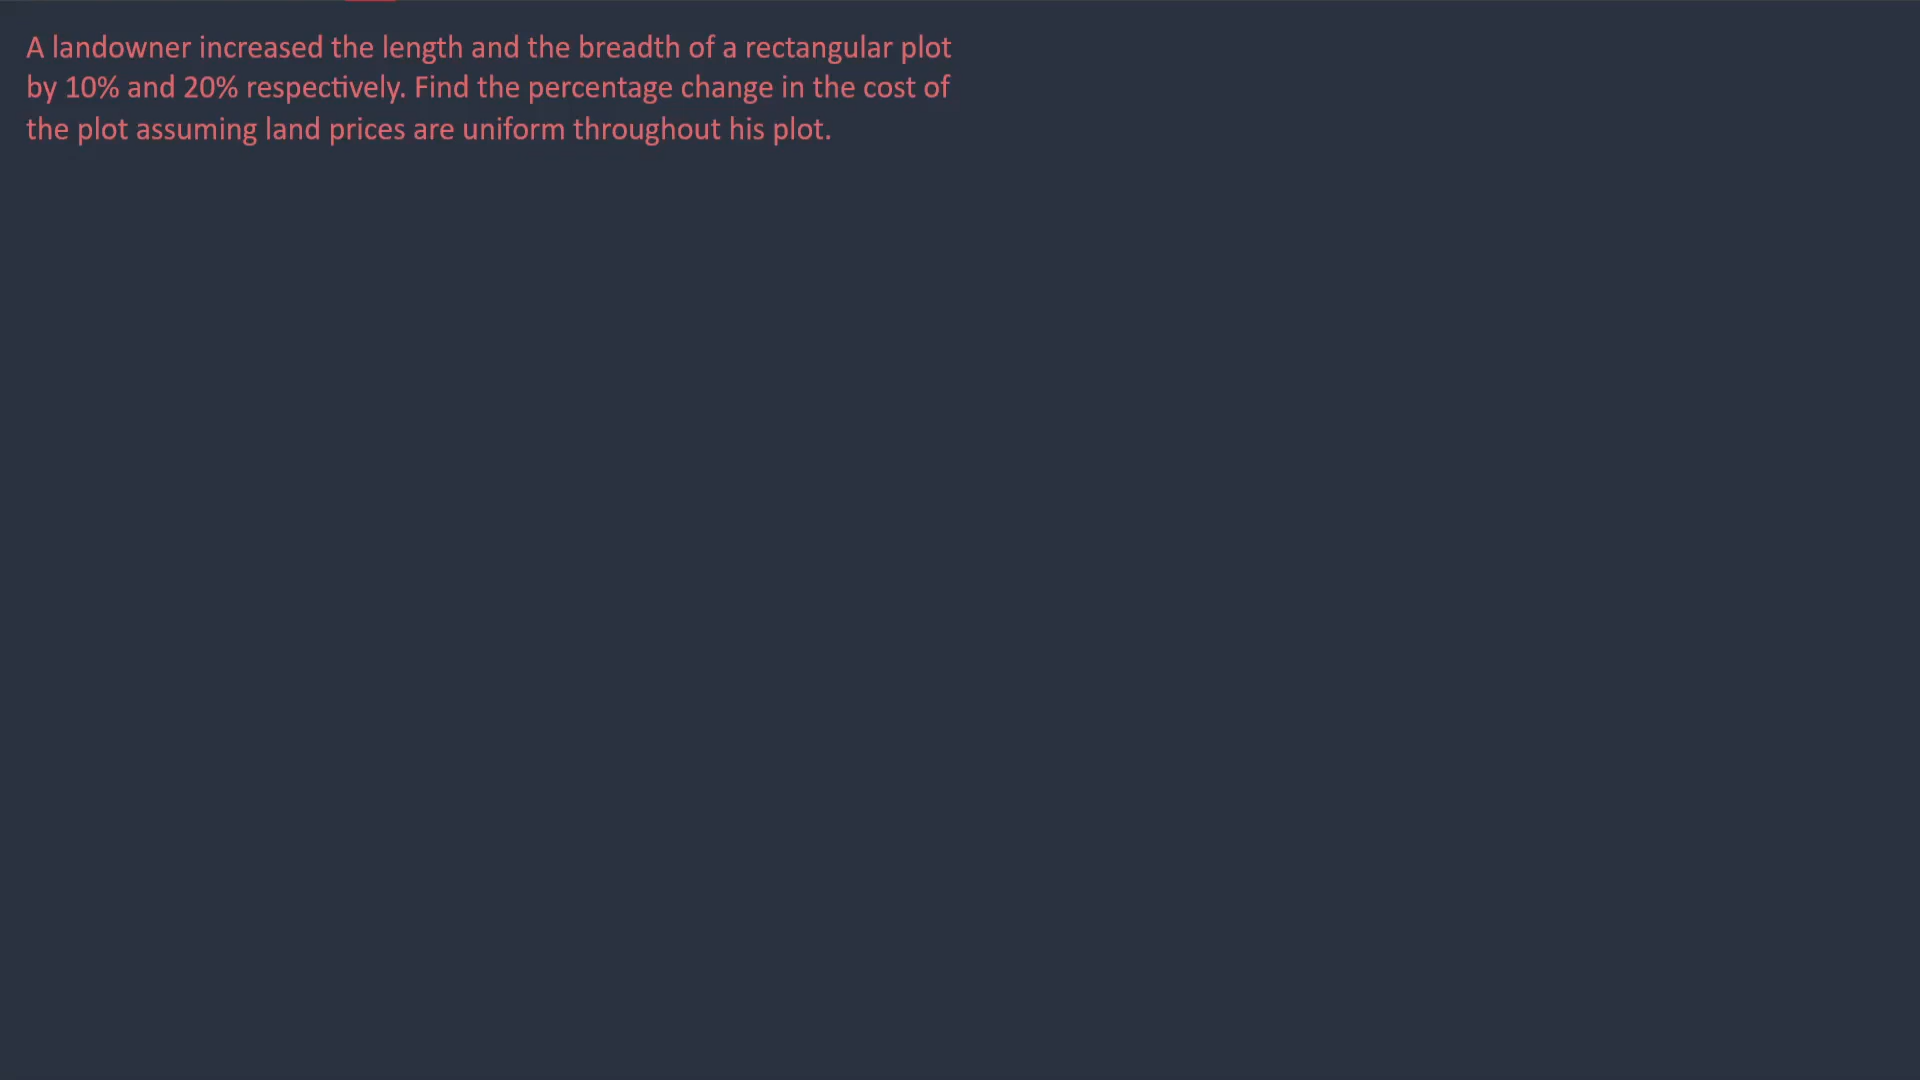 A landowner increased the length and the breadth of a rectangular plot
by 10% and 20% respectively. Find the percentage change in the cost of
the plot assuming land prices are uniform throughout his plot.